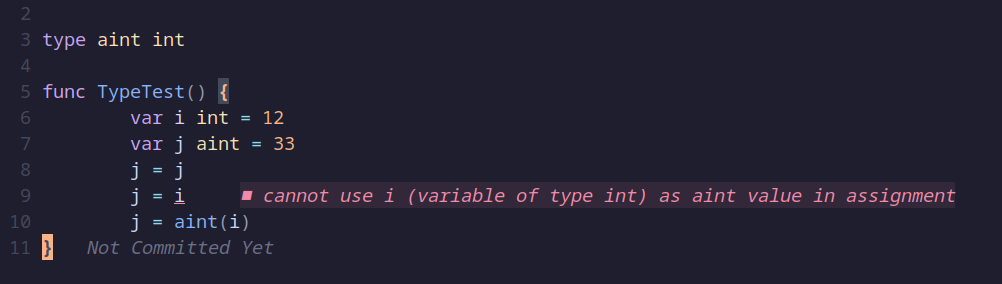 2
3 type aint int
4
5 func TypeTest() {
6 var i int = 12
7 var j aint = 33
8 j = j
9 j = i ■ cannot use i (variable of type int) as aint value in assignment
10 j = aint(i)
11 } Not Committed Yet